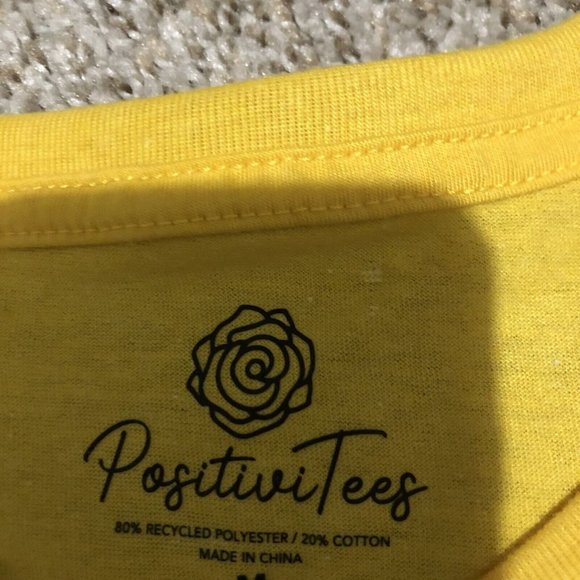 PositiviTees
80% RECYCLED POLYESTER / 20% COTTON
MADE IN CHINA
M